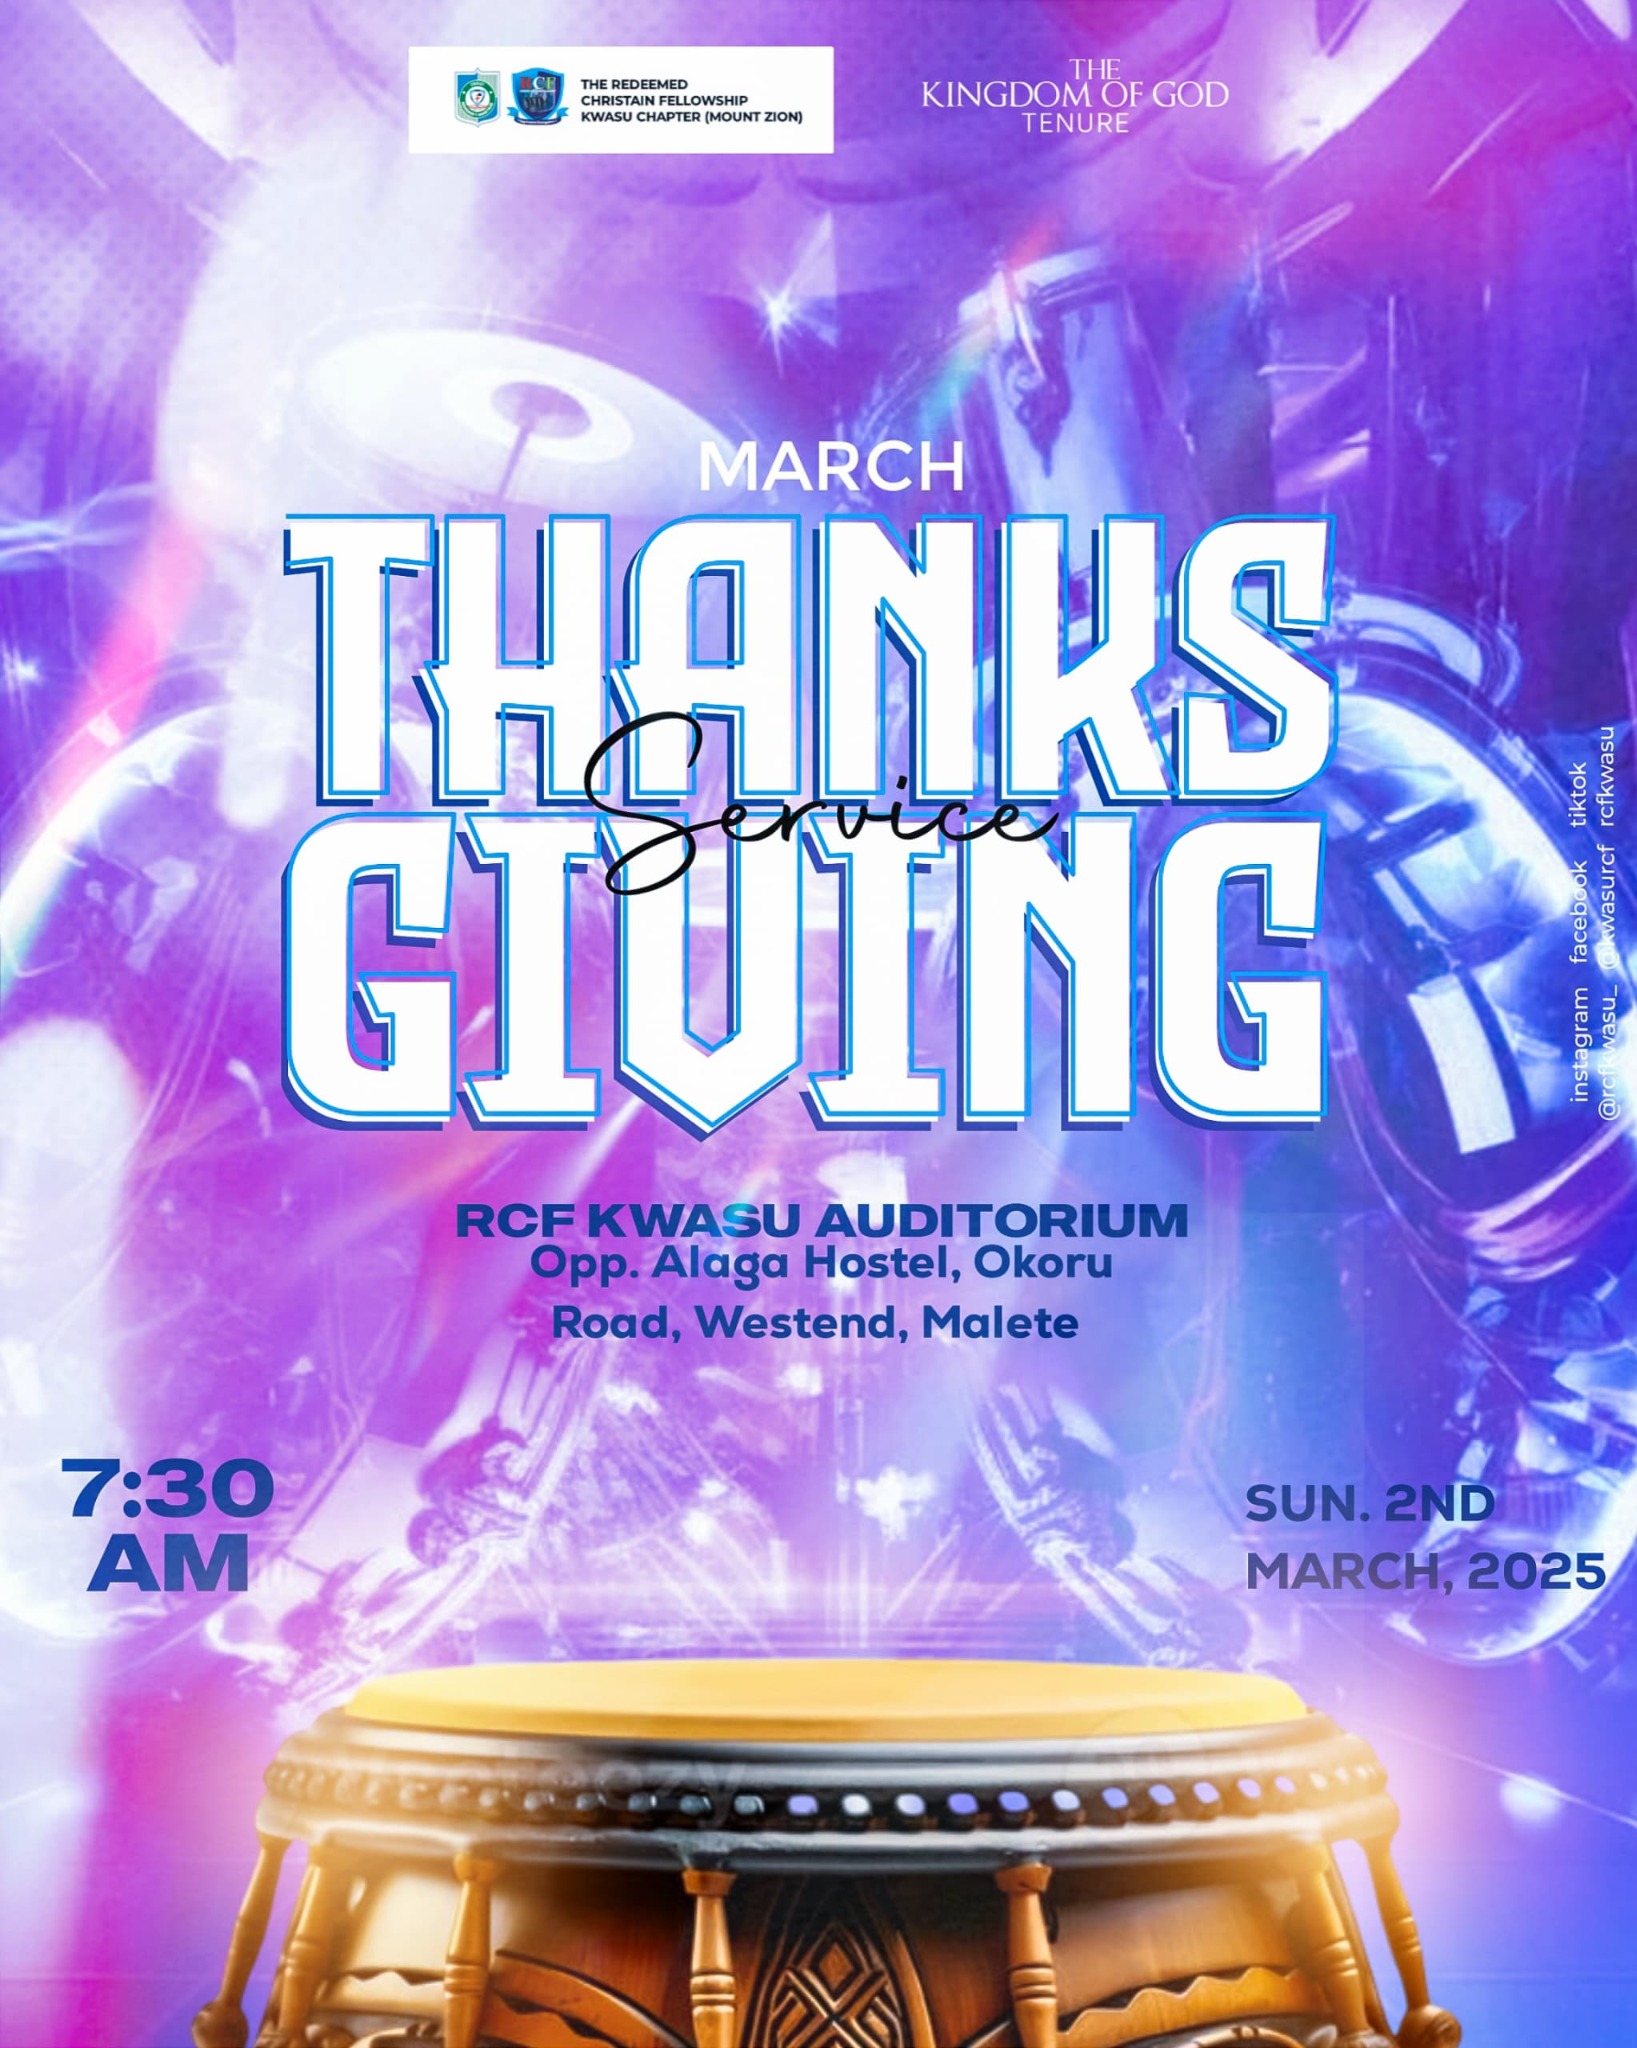 THE REDEEMED
CHRISTAIN FELLOWSHIP
KWASU CHAPTER (MOUNT ZION)
THE
KINGDOM OF GOD
TENURE
MARCH
THANKS
Service
GIVING
instagram facebook tiktok
@rcfkwasu_ @kwasurcf rcfkwasu
RCF KWASU AUDITORIUM
Opp. Alaga Hostel, Okoru
Road, Westend, Malete
7:30
AM
SUN. 2ND
MARCH, 2025